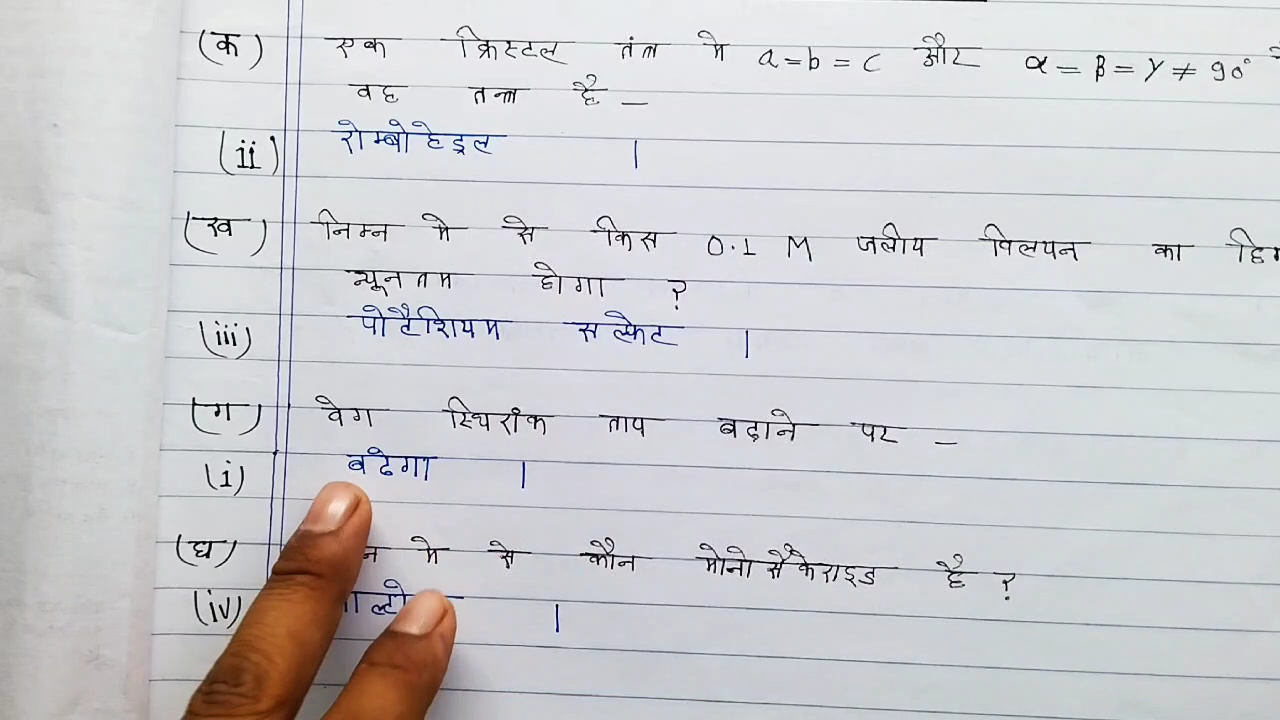 (क) एक क्रिस्टल तंत्र मे a = b = c और α = β = γ ≠ 90°
वह तन्त्र है –
(ii) रोम्बोहेड्रल ।
(ख) निम्न मे से किस 0.1 M जलीय विलयन का
न्यूनतम होगा ?
(iii) पोटैशियम सल्फेट ।
(ग) वेग स्थिरांक ताप बढ़ाने पर –
(i) बढेगा ।
(घ) मे से कौन मोनोसैकेराइड है ?
(iv) ।